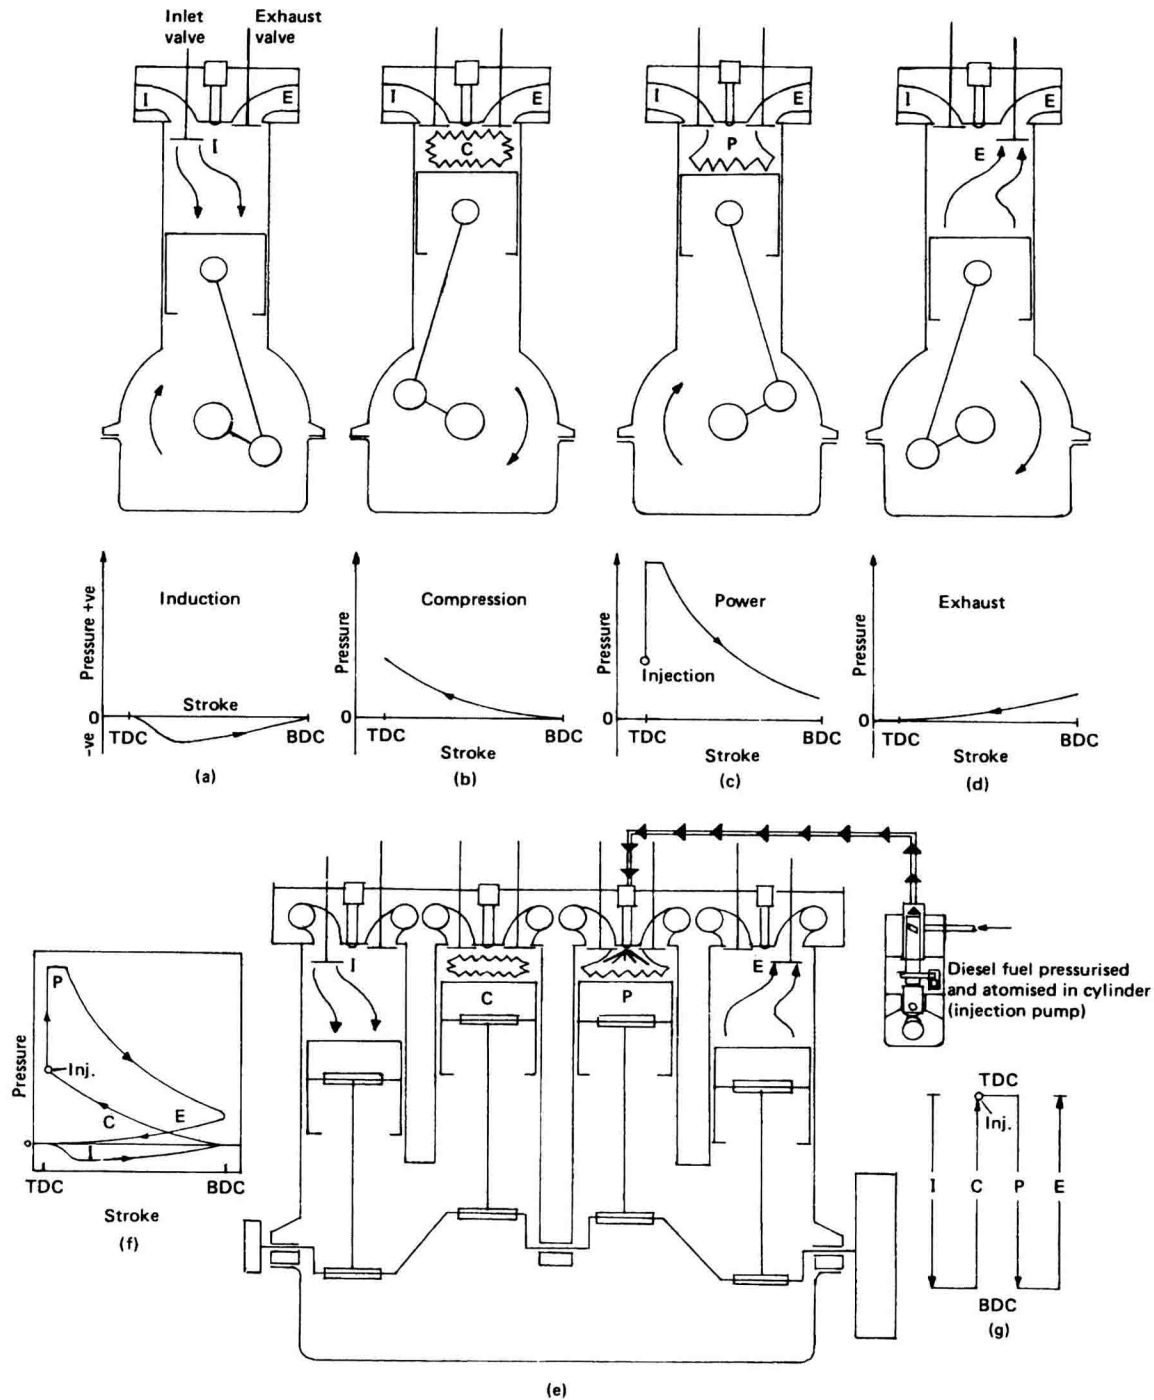 Inlet
valve
Exhaust
valve
I
E
I
I
E
C
I
E
P
I
E
E
Pressure +ve
0
-ve
Induction
Stroke
TDC
BDC
(a)
Pressure
0
Compression
TDC
BDC
Stroke
(b)
Pressure
0
Power
Injection
TDC
BDC
Stroke
(c)
Pressure
0
Exhaust
TDC
BDC
Stroke
(d)
I
C
P
E
Diesel fuel pressurised
and atomised in cylinder
(injection pump)
(e)
Pressure
P
Inj.
C
E
I
TDC
BDC
Stroke
(f)
TDC
Inj.
I
C
P
E
BDC
(g)